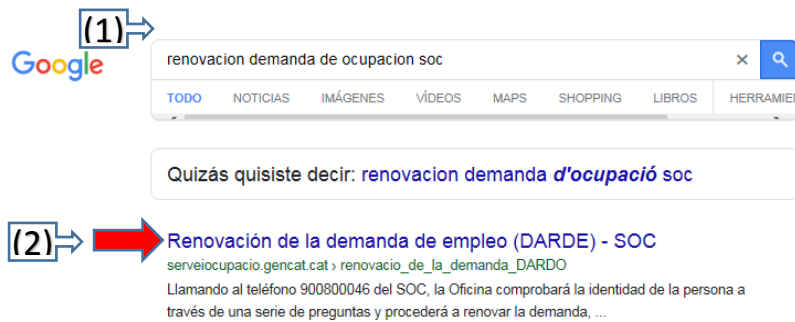 (1)
Google
renovacion demanda de ocupacion soc
TODO NOTICIAS IMÁGENES VÍDEOS MAPS SHOPPING LIBROS HERRAMIEN
Quizás quisiste decir: renovacion demanda d'ocupació soc
(2)
Renovación de la demanda de empleo (DARDE) - SOC
serveiocupacio.gencat.cat › renovacio_de_la_demanda_DARDO
Llamando al teléfono 900800046 del SOC, la Oficina comprobará la identidad de la persona a
través de una serie de preguntas y procederá a renovar la demanda, ...